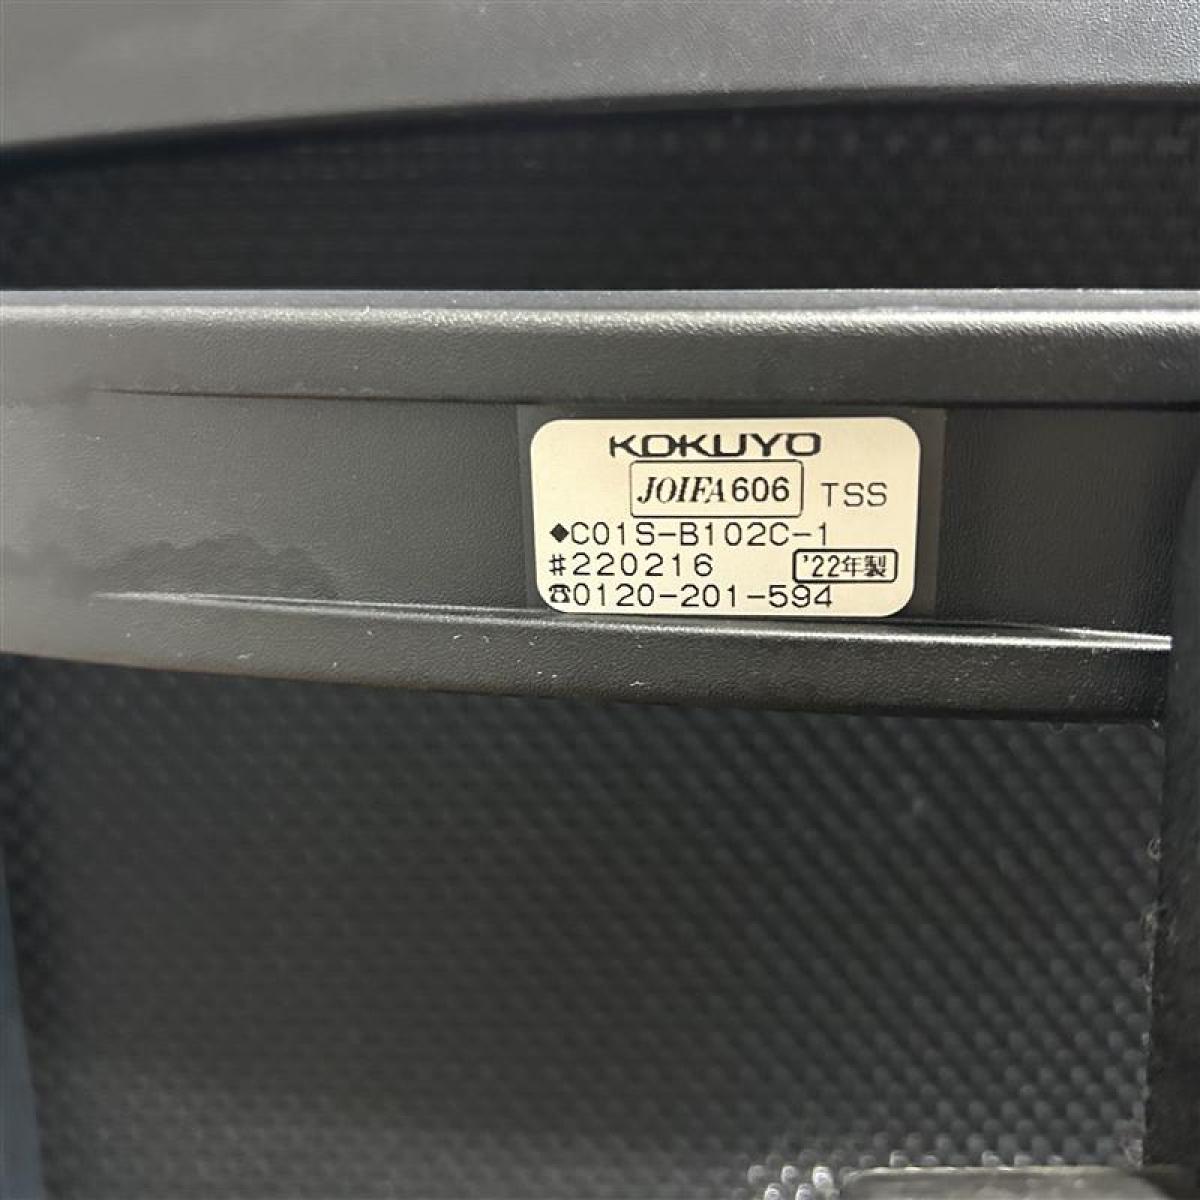 KOKUYO
JOIFA606 TSS
◆C01S-B102C-1
#220216 '22年製
☎0120-201-594